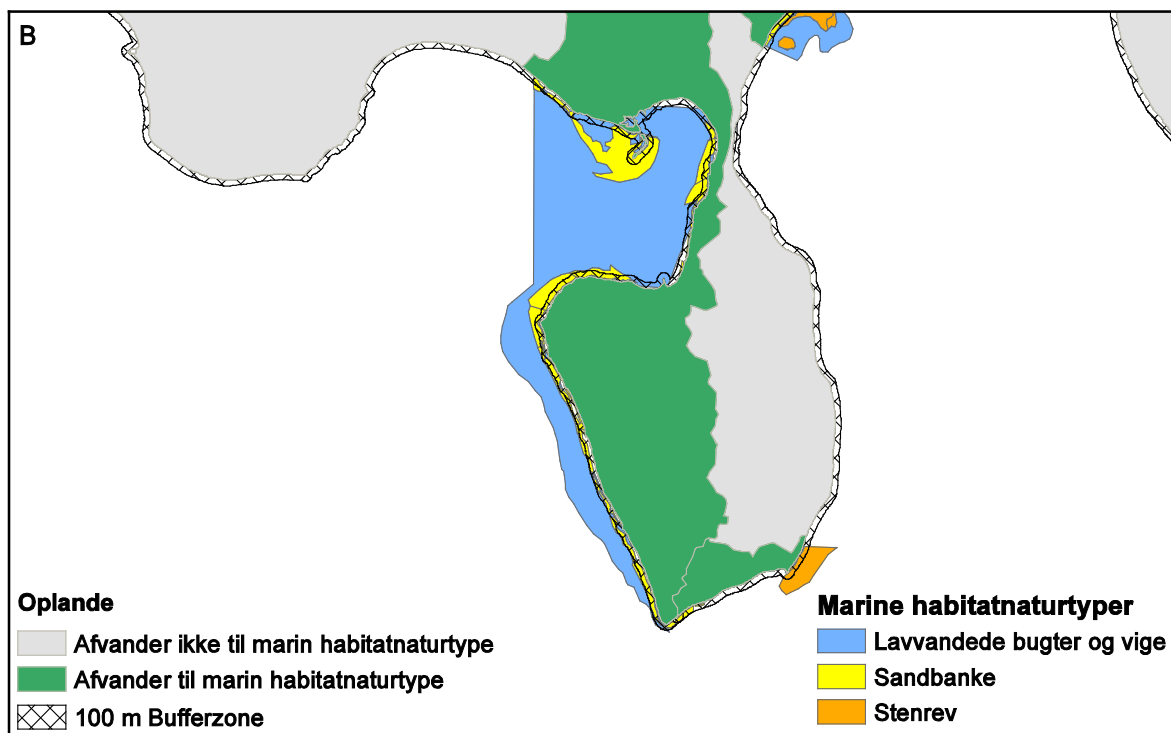 B
Oplande
Afvander ikke til marin habitatnaturtype
Afvander til marin habitatnaturtype
100 m Bufferzone
Marine habitatnaturtyper
Lavvandede bugter og vige
Sandbanke
Stenrev